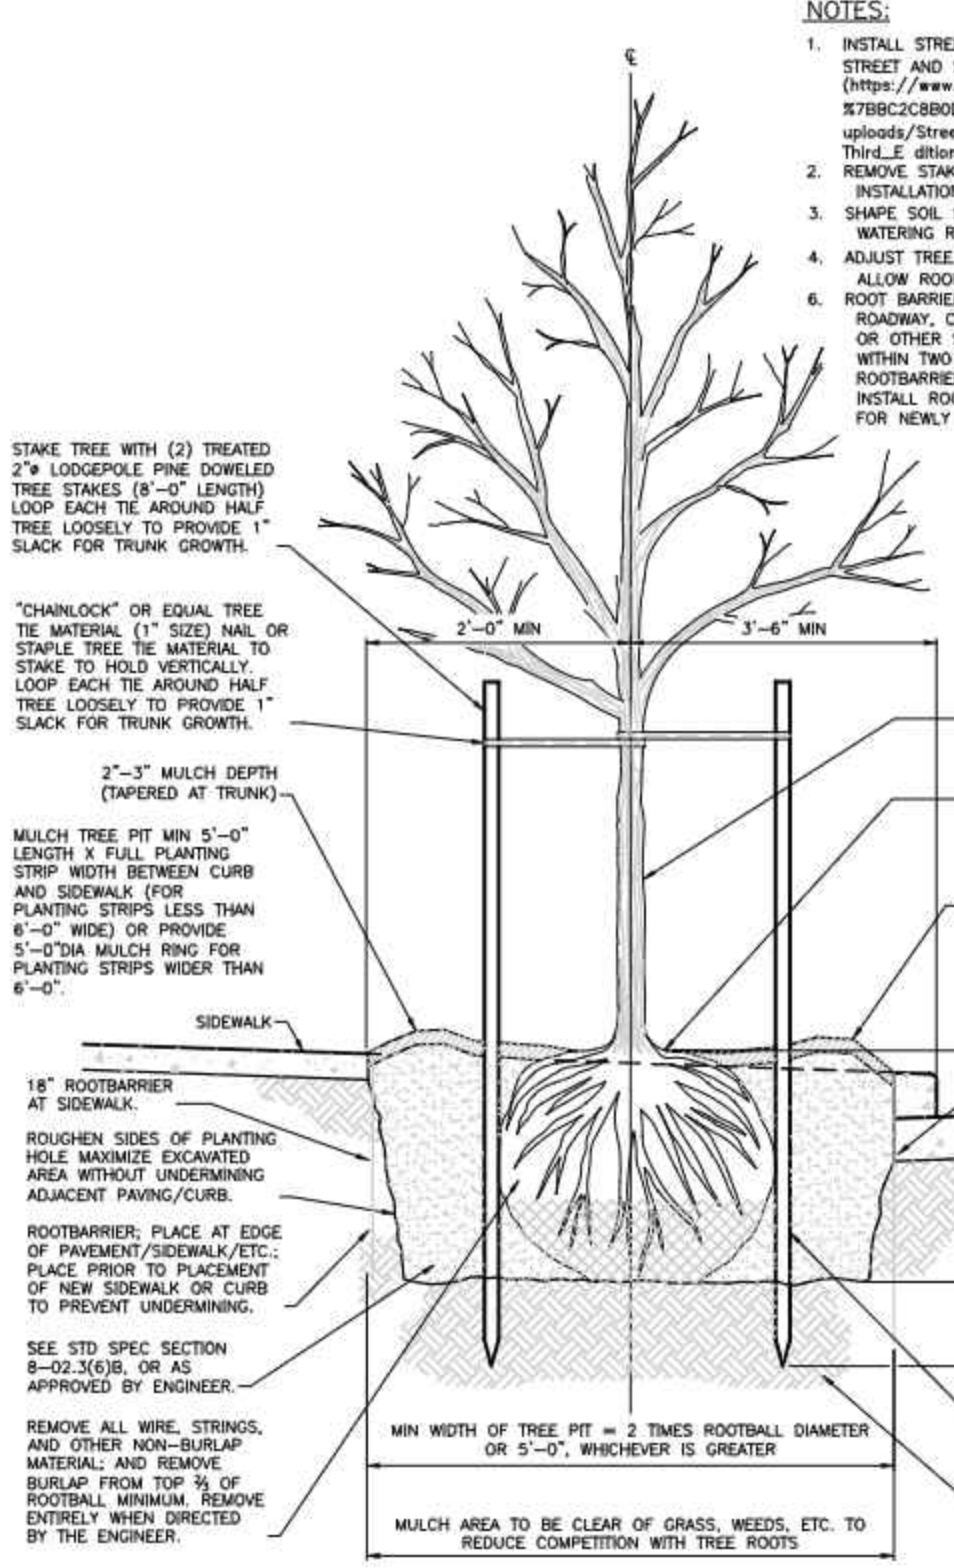 NOTES:
1. INSTALL STREE
STREET AND
(https://www.
%7BBC2C8B0D
uploads/Stree
Third_E dition
2. REMOVE STAK
INSTALLATION
3. SHAPE SOIL
WATERING R
4. ADJUST TREE
ALLOW ROO
6. ROOT BARRIE
ROADWAY, C
OR OTHER
WITHIN TWO
ROOTBARRIE
INSTALL ROO
FOR NEWLY
℄
STAKE TREE WITH (2) TREATED
2"ø LODGEPOLE PINE DOWELED
TREE STAKES (8'-0" LENGTH)
LOOP EACH TIE AROUND HALF
TREE LOOSELY TO PROVIDE 1"
SLACK FOR TRUNK GROWTH.
"CHAINLOCK" OR EQUAL TREE
TIE MATERIAL (1" SIZE) NAIL OR
STAPLE TREE TIE MATERIAL TO
STAKE TO HOLD VERTICALLY.
LOOP EACH TIE AROUND HALF
TREE LOOSELY TO PROVIDE 1"
SLACK FOR TRUNK GROWTH.
2'-0" MIN
3'-6" MIN
2"-3" MULCH DEPTH
(TAPERED AT TRUNK)
MULCH TREE PIT MIN 5'-0"
LENGTH X FULL PLANTING
STRIP WIDTH BETWEEN CURB
AND SIDEWALK (FOR
PLANTING STRIPS LESS THAN
6'-0" WIDE) OR PROVIDE
5'-0"DIA MULCH RING FOR
PLANTING STRIPS WIDER THAN
6'-0".
SIDEWALK
18" ROOTBARRIER
AT SIDEWALK.
ROUGHEN SIDES OF PLANTING
HOLE MAXIMIZE EXCAVATED
AREA WITHOUT UNDERMINING
ADJACENT PAVING/CURB.
ROOTBARRIER; PLACE AT EDGE
OF PAVEMENT/SIDEWALK/ETC.;
PLACE PRIOR TO PLACEMENT
OF NEW SIDEWALK OR CURB
TO PREVENT UNDERMINING.
SEE STD SPEC SECTION
8-02.3(6)B, OR AS
APPROVED BY ENGINEER.
REMOVE ALL WIRE, STRINGS,
AND OTHER NON-BURLAP
MATERIAL; AND REMOVE
BURLAP FROM TOP ⅔ OF
ROOTBALL MINIMUM. REMOVE
ENTIRELY WHEN DIRECTED
BY THE ENGINEER.
MIN WIDTH OF TREE PIT = 2 TIMES ROOTBALL DIAMETER
OR 5'-0", WHICHEVER IS GREATER
MULCH AREA TO BE CLEAR OF GRASS, WEEDS, ETC. TO
REDUCE COMPETITION WITH TREE ROOTS